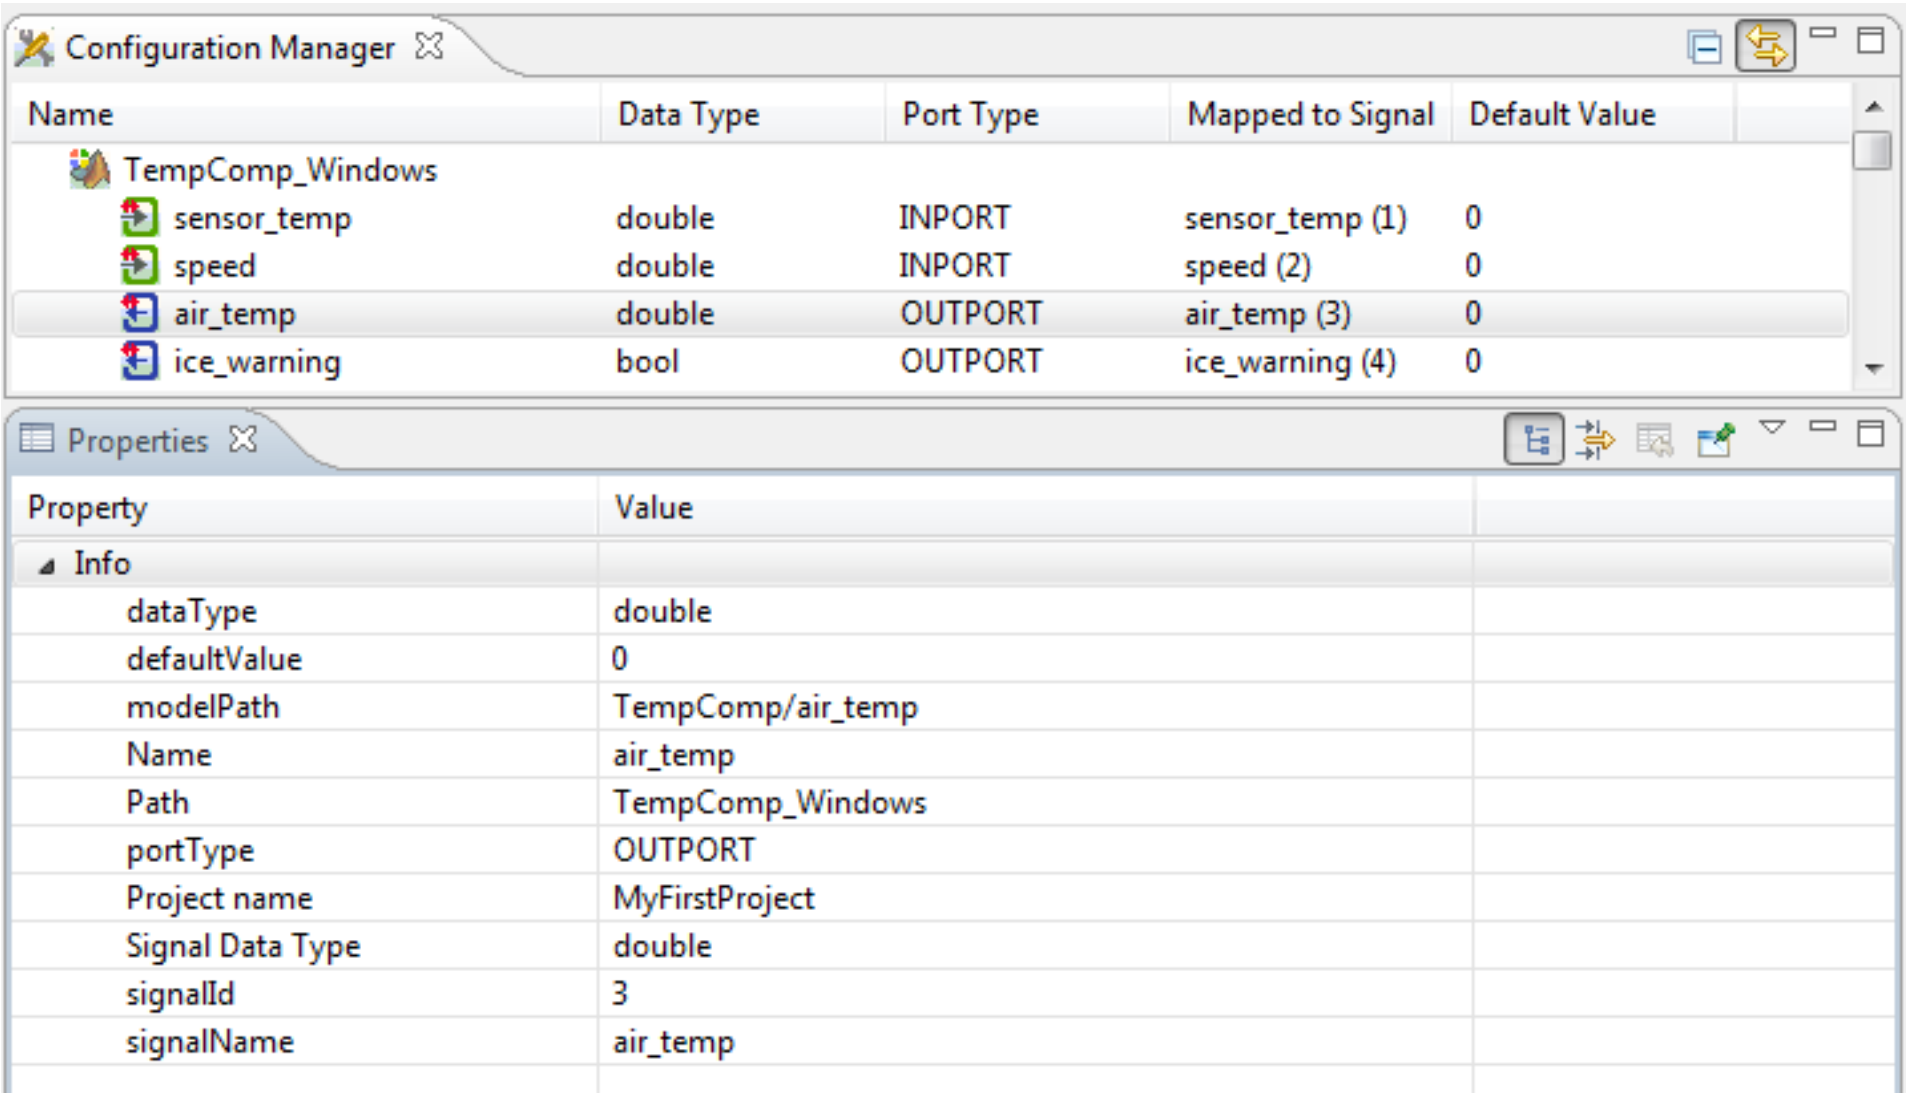 Configuration Manager
Name Data Type Port Type Mapped to Signal Default Value
TempComp_Windows
sensor_temp double INPORT sensor_temp (1) 0
speed double INPORT speed (2) 0
air_temp double OUTPORT air_temp (3) 0
ice_warning bool OUTPORT ice_warning (4) 0
Properties
Property Value
Info
dataType double
defaultValue 0
modelPath TempComp/air_temp
Name air_temp
Path TempComp_Windows
portType OUTPORT
Project name MyFirstProject
Signal Data Type double
signalId 3
signalName air_temp